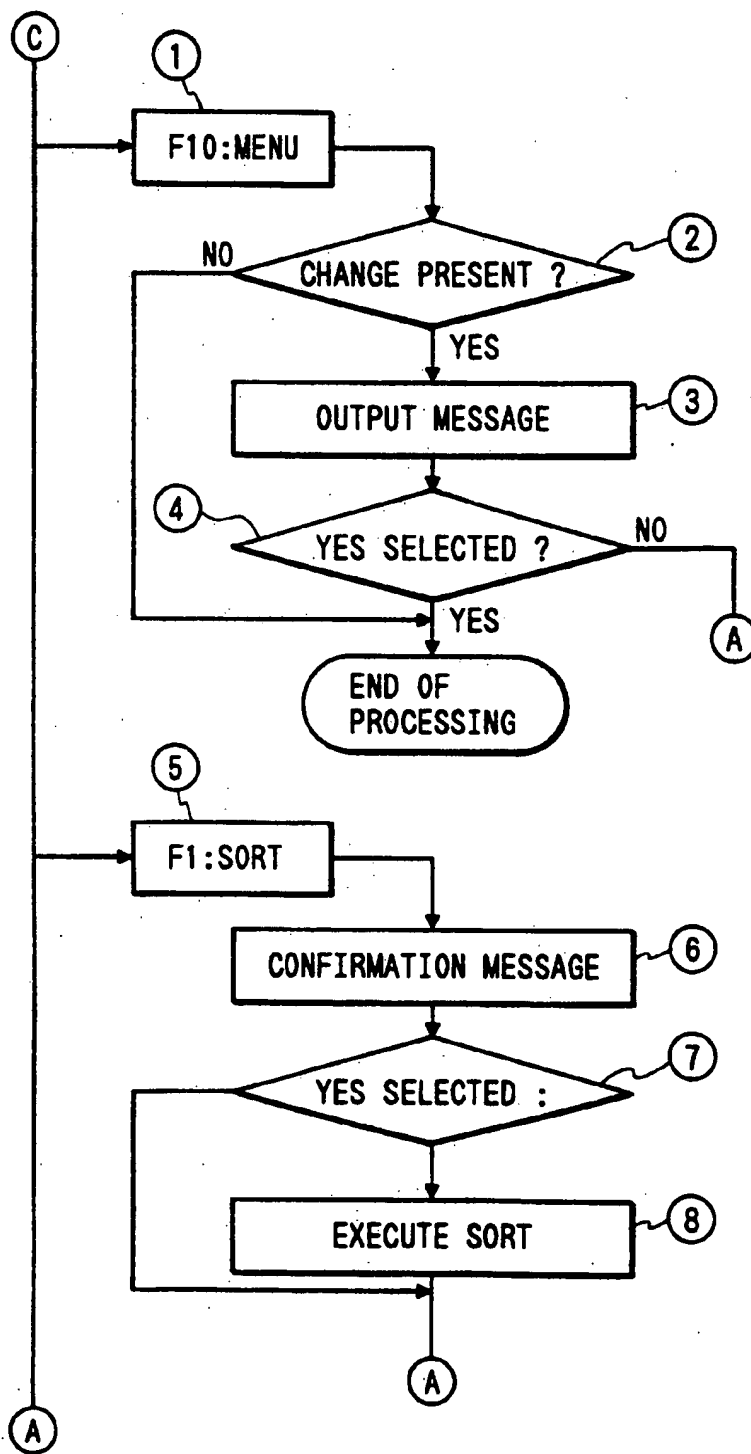 C
1
F10:MENU
2
NO
CHANGE PRESENT ?
YES
3
OUTPUT MESSAGE
4
YES SELECTED ?
NO
YES
A
END OF
PROCESSING
5
F1:SORT
6
CONFIRMATION MESSAGE
7
YES SELECTED :
8
EXECUTE SORT
A
A